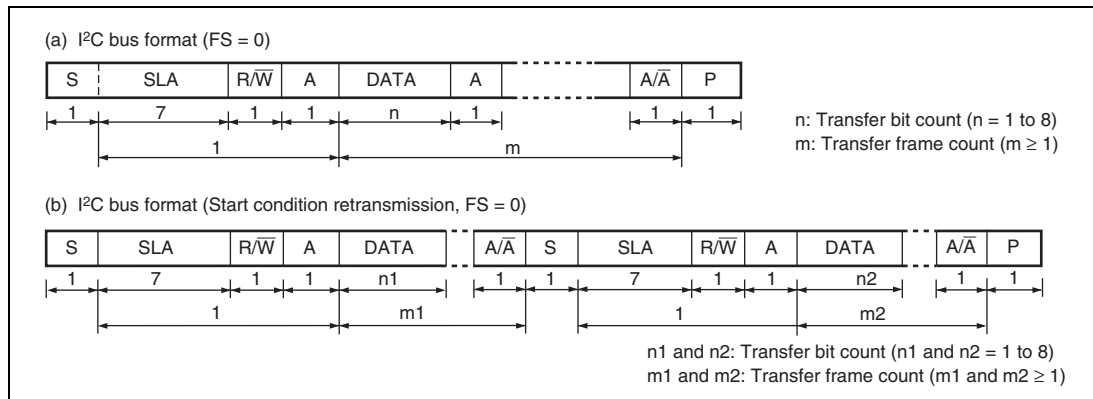 (a) I²C bus format (FS = 0)
S SLA R/W̅ A DATA A A/A̅ P
1 7 1 1 n 1 1 1
n: Transfer bit count (n = 1 to 8)
1 m
m: Transfer frame count (m ≥ 1)
(b) I²C bus format (Start condition retransmission, FS = 0)
S SLA R/W̅ A DATA A/A̅ S SLA R/W̅ A DATA A/A̅ P
1 7 1 1 n1 1 1 7 1 1 n2 1 1
1 m1 1 m2
n1 and n2: Transfer bit count (n1 and n2 = 1 to 8)
m1 and m2: Transfer frame count (m1 and m2 ≥ 1)